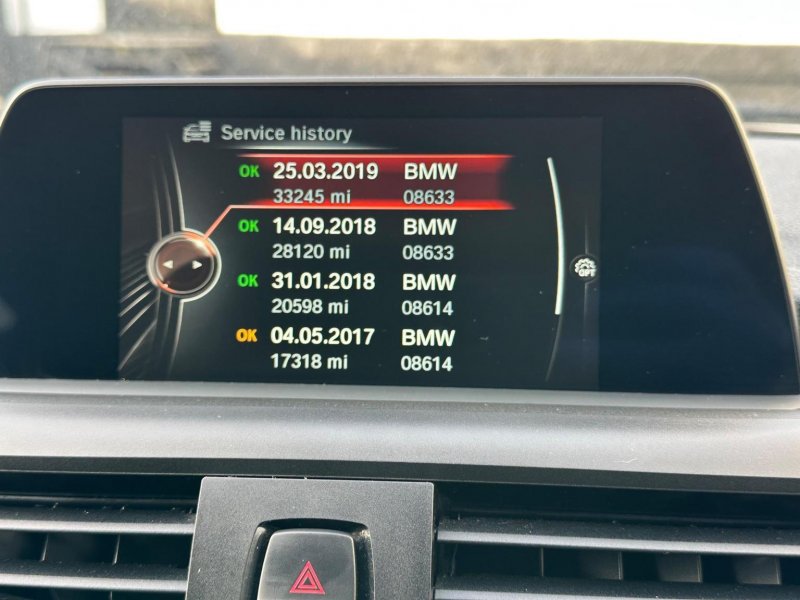 Service history
OK 25.03.2019 BMW
33245 mi 08633
OK 14.09.2018 BMW
28120 mi 08633
OK 31.01.2018 BMW
20598 mi 08614
OK 04.05.2017 BMW
17318 mi 08614
GPT